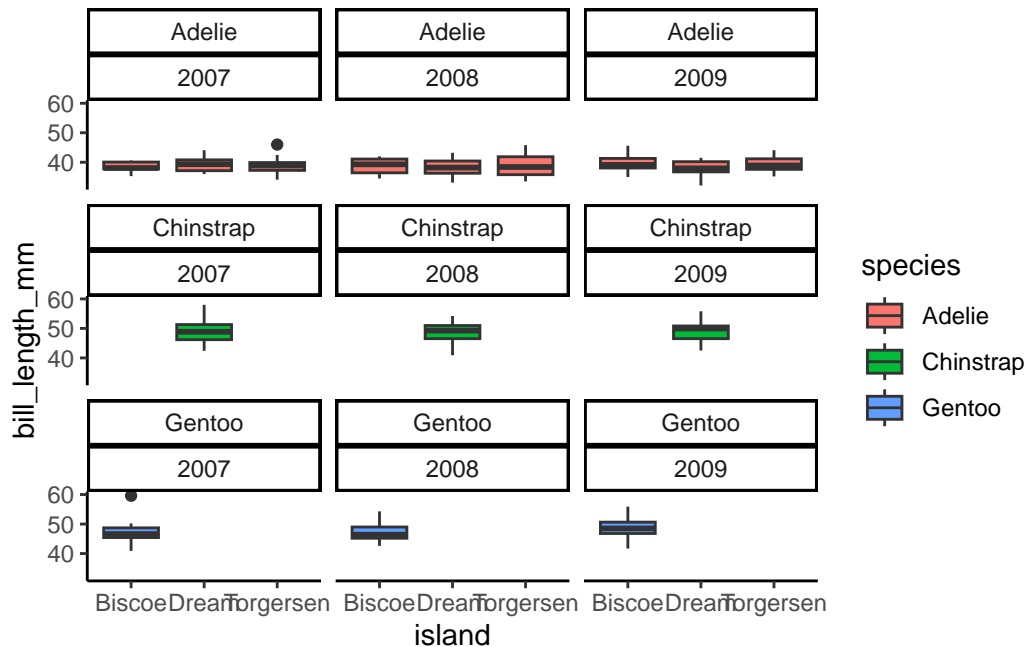 Adelie Adelie Adelie
2007 2008 2009
60
50
40
Chinstrap Chinstrap Chinstrap
2007 2008 2009
60
50
40
Gentoo Gentoo Gentoo
2007 2008 2009
60
50
40
Biscoe Dream Torgersen Biscoe Dream Torgersen Biscoe Dream Torgersen
island
bill_length_mm
species
Adelie
Chinstrap
Gentoo